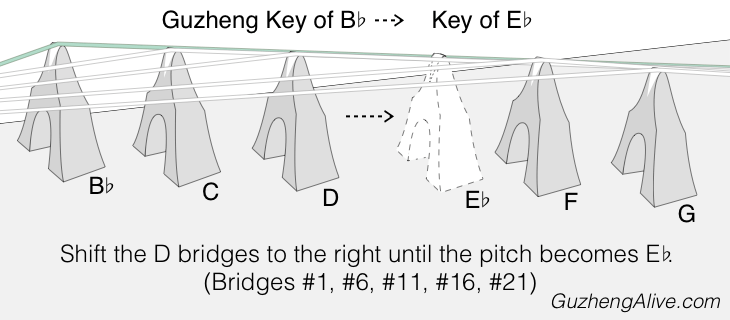 Guzheng Key of B♭ ---> Key of E♭
B♭
C
D
E♭
F
G
Shift the D bridges to the right until the pitch becomes E♭.
(Bridges #1, #6, #11, #16, #21)
GuzhengAlive.com